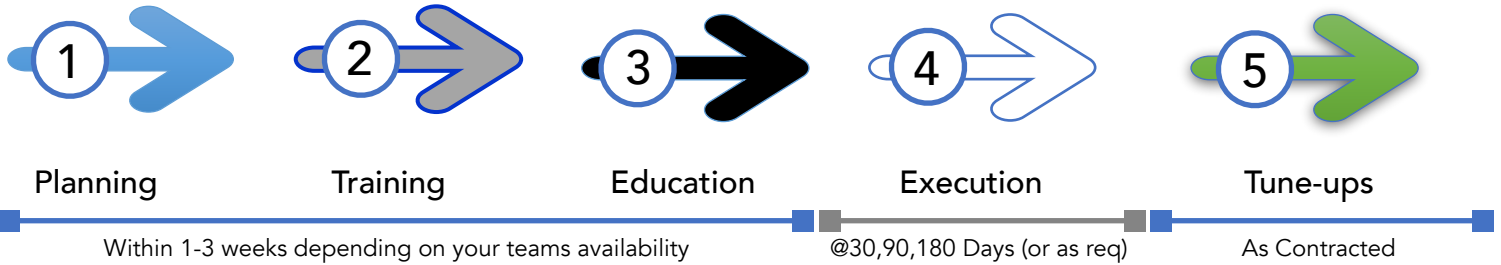 1 2 3 4 5
Planning Training Education Execution Tune-ups
Within 1-3 weeks depending on your teams availability @30,90,180 Days (or as req) As Contracted